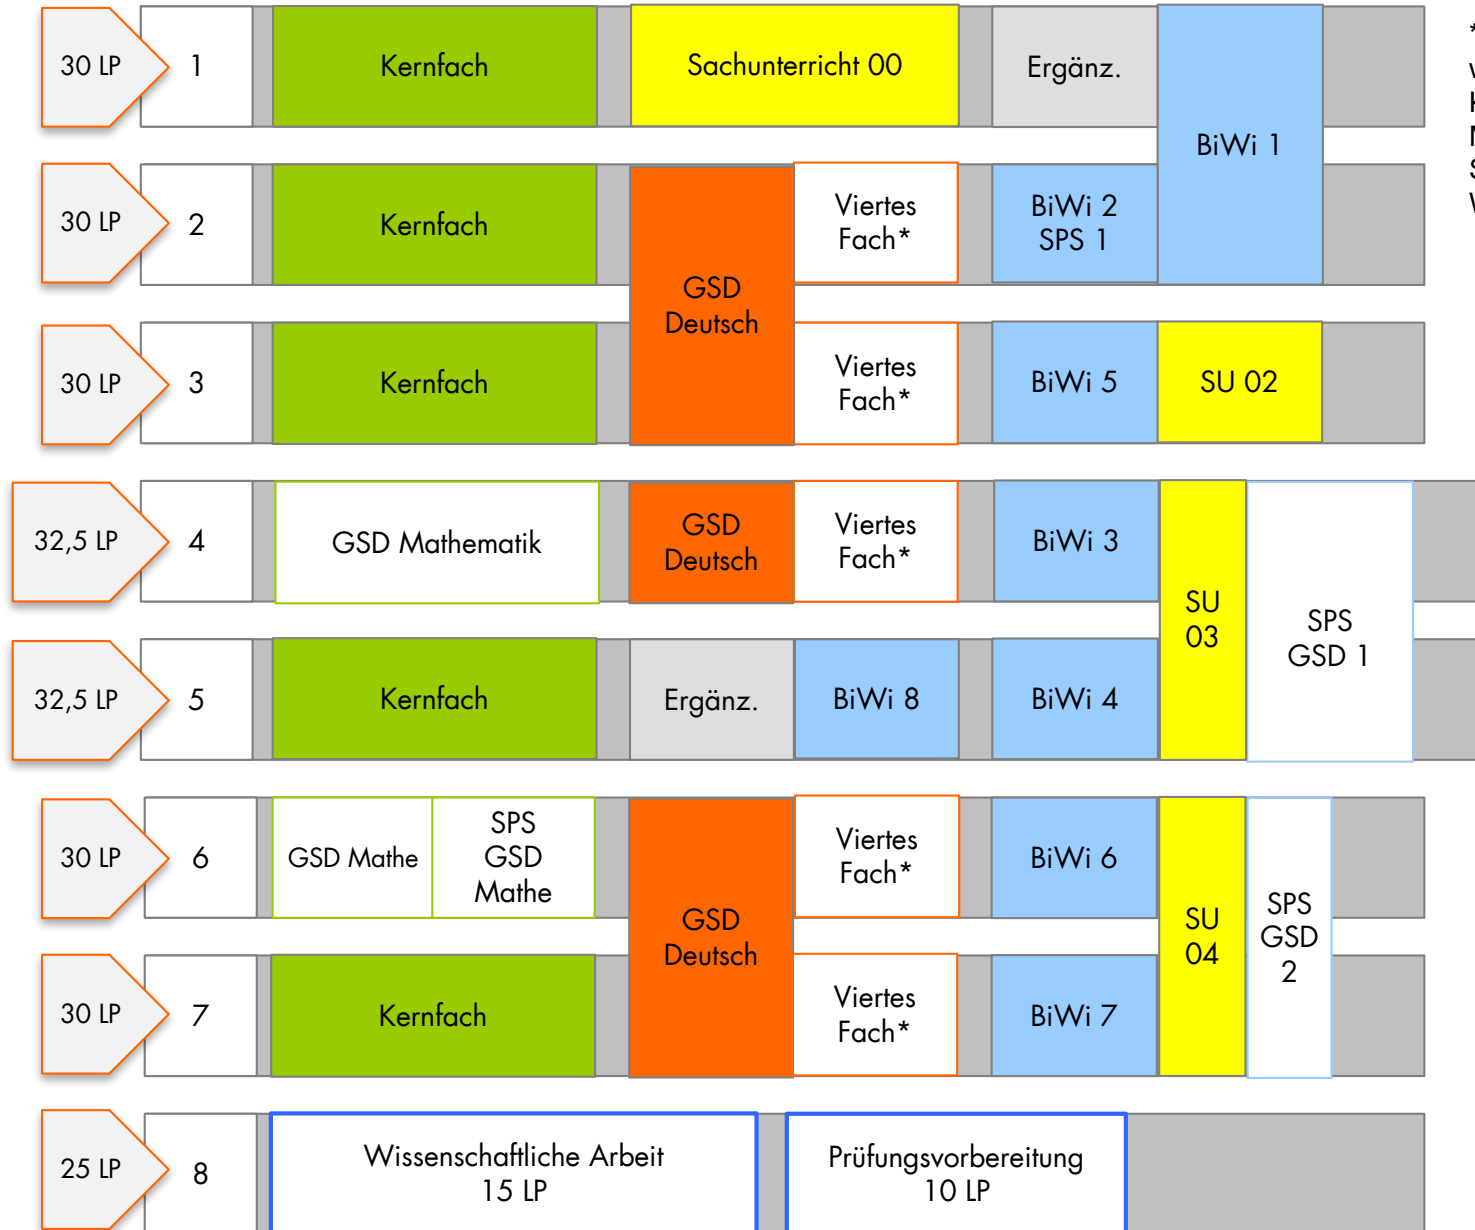 30 LP
1
Kernfach
Sachunterricht 00
Ergänz.
BiWi 1
*
30 LP
2
Kernfach
GSD
Deutsch
Viertes
Fach*
BiWi 2
SPS 1
30 LP
3
Kernfach
Viertes
Fach*
BiWi 5
SU 02
32,5 LP
4
GSD Mathematik
GSD
Deutsch
Viertes
Fach*
BiWi 3
SU
03
SPS
GSD 1
32,5 LP
5
Kernfach
Ergänz.
BiWi 8
BiWi 4
30 LP
6
GSD Mathe
SPS
GSD
Mathe
GSD
Deutsch
Viertes
Fach*
BiWi 6
SU
04
SPS
GSD
2
30 LP
7
Kernfach
Viertes
Fach*
BiWi 7
25 LP
8
Wissenschaftliche Arbeit
15 LP
Prüfungsvorbereitung
10 LP